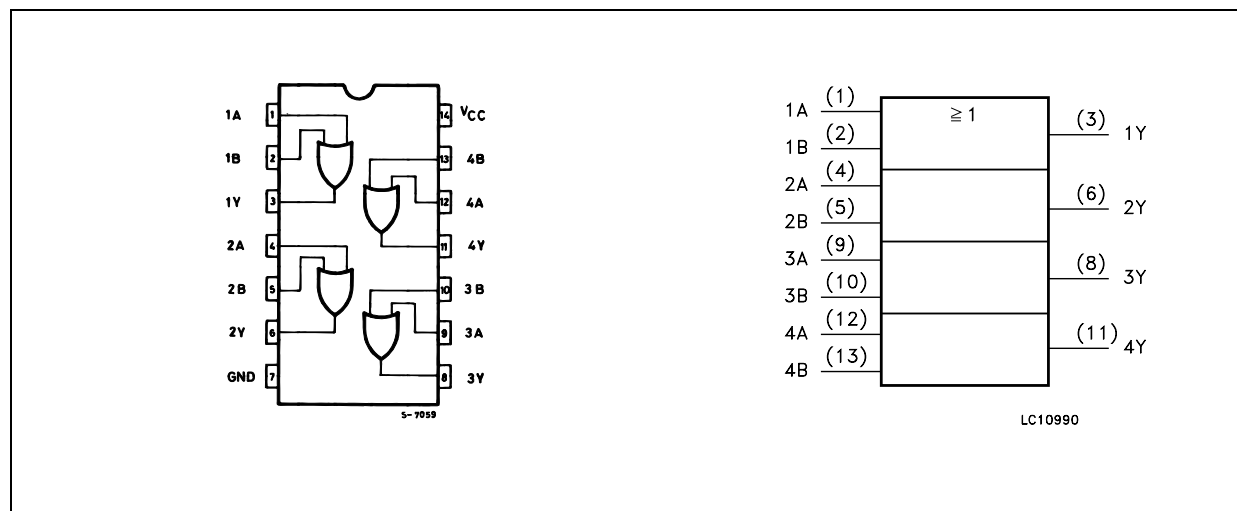 1A 1 14 VCC
1B 2 13 4B
1Y 3 12 4A
2A 4 11 4Y
2B 5 10 3B
2Y 6 9 3A
GND 7 8 3Y
S-7059
1A (1) ≧ 1 (3) 1Y
1B (2)
2A (4) (6) 2Y
2B (5)
3A (9) (8) 3Y
3B (10)
4A (12) (11) 4Y
4B (13)
LC10990